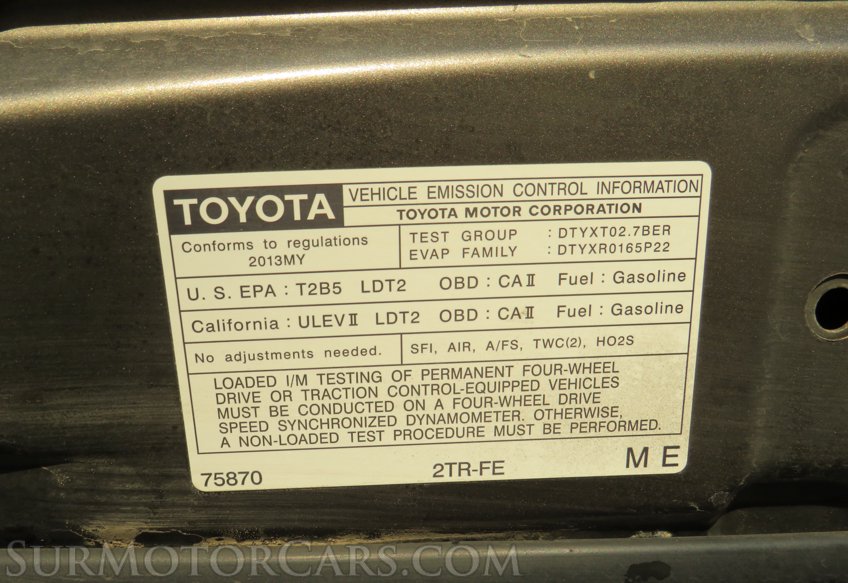 TOYOTA
VEHICLE EMISSION CONTROL INFORMATION
TOYOTA MOTOR CORPORATION
Conforms to regulations
2013MY
TEST GROUP : DTYXT02.7BER
EVAP FAMILY : DTYXR0165P22
U. S. EPA : T2B5 LDT2 OBD : CAⅡ Fuel : Gasoline
California : ULEVⅡ LDT2 OBD : CAⅡ Fuel : Gasoline
No adjustments needed.
SFI, AIR, A/FS, TWC(2), HO2S
LOADED I/M TESTING OF PERMANENT FOUR-WHEEL
DRIVE OR TRACTION CONTROL-EQUIPPED VEHICLES
MUST BE CONDUCTED ON A FOUR-WHEEL DRIVE
SPEED SYNCHRONIZED DYNAMOMETER. OTHERWISE,
A NON-LOADED TEST PROCEDURE MUST BE PERFORMED.
75870 2TR-FE M E
SURMOTORCARS.COM